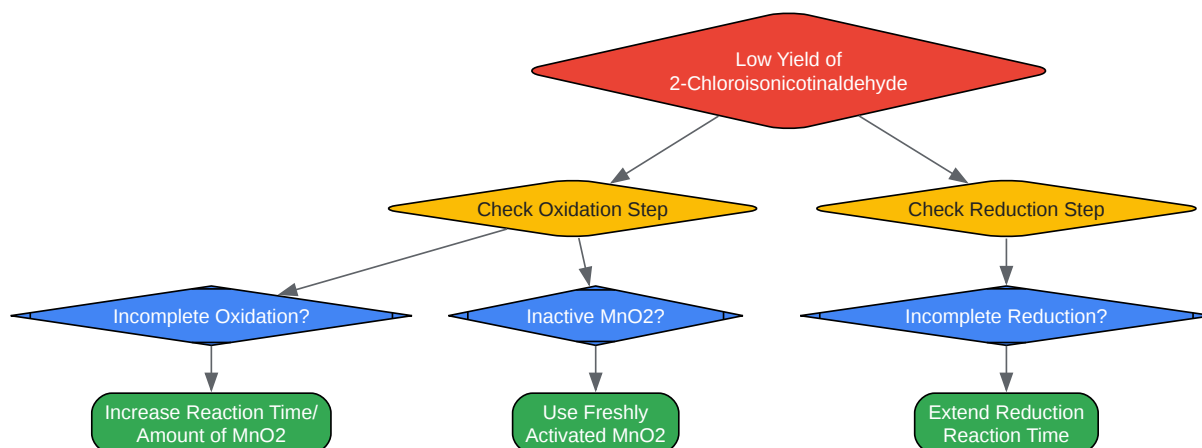 Low Yield of
2-Chloroisonicotinaldehyde
Check Oxidation Step
Check Reduction Step
Incomplete Oxidation?
Inactive MnO2?
Incomplete Reduction?
Increase Reaction Time/
Amount of MnO2
Use Freshly
Activated MnO2
Extend Reduction
Reaction Time